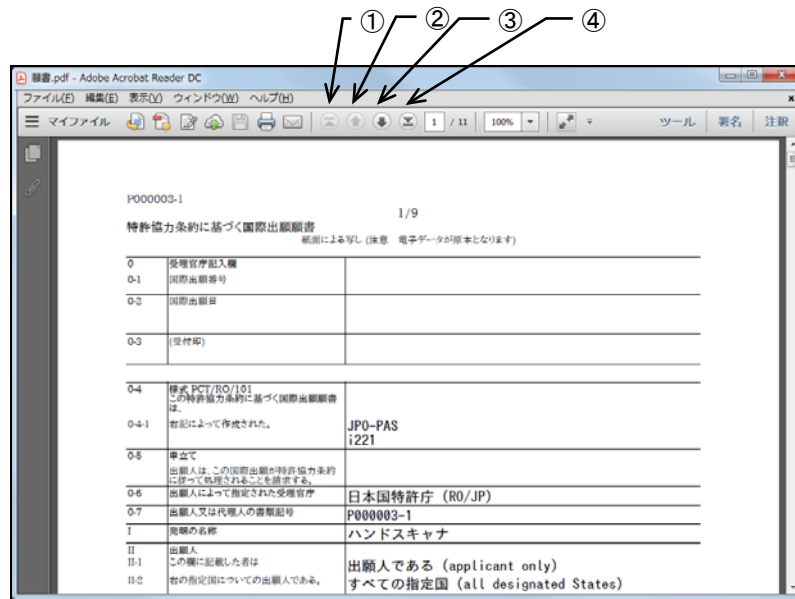 ① ② ③ ④
願書.pdf - Adobe Acrobat Reader DC
ファイル(F) 編集(E) 表示(V) ウィンドウ(W) ヘルプ(H)
マイファイル 1 / 11 100% ツール 署名 注釈
P000003-1
1/9
特許協力条約に基づく国際出願願書
紙面による写し (注意 電子データが原本となります)
0 受理官庁記入欄
0-1 国際出願番号
0-2 国際出願日
0-3 (受付印)
0-4 様式 PCT/RO/101
この特許協力条約に基づく国際出願願書
は、
0-4-1 右記によって作成された。 JPO-PAS
i221
0-5 申立て
出願人は、この国際出願が特許協力条約
に従って処理されることを請求する。
0-6 出願人によって指定された受理官庁 日本国特許庁 (RO/JP)
0-7 出願人又は代理人の書類記号 P000003-1
I 発明の名称 ハンドスキャナ
II 出願人
II-1 この欄に記載した者は 出願人である (applicant only)
II-2 右の指定国についての出願人である。 すべての指定国 (all designated States)